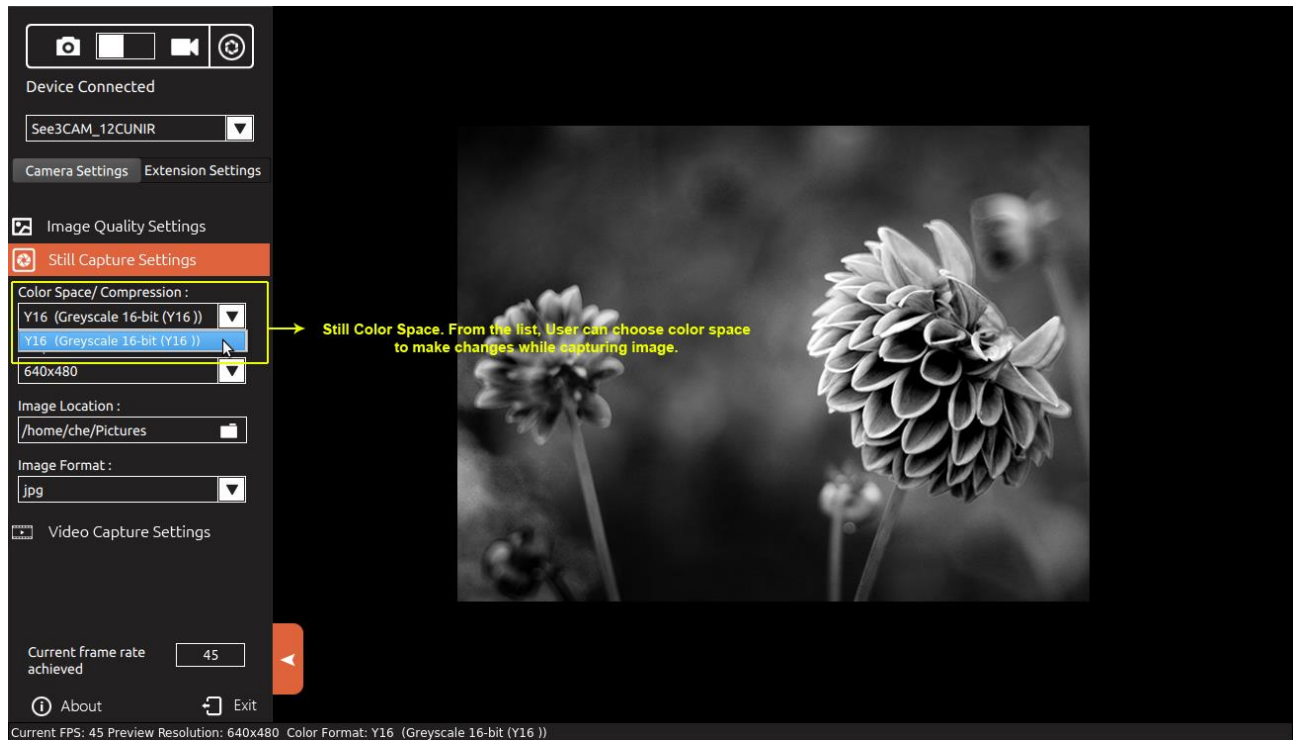 Device Connected
See3CAM_12CUNIR
Camera Settings Extension Settings
Image Quality Settings
Still Capture Settings
Color Space/ Compression :
Y16 (Greyscale 16-bit (Y16 ))
Y16 (Greyscale 16-bit (Y16 ))
Still Color Space. From the list, User can choose color space
to make changes while capturing image.
640x480
Image Location :
/home/che/Pictures
Image Format :
jpg
Video Capture Settings
Current frame rate
achieved
45
About
Exit
Current FPS: 45 Preview Resolution: 640x480 Color Format: Y16 (Greyscale 16-bit (Y16 ))